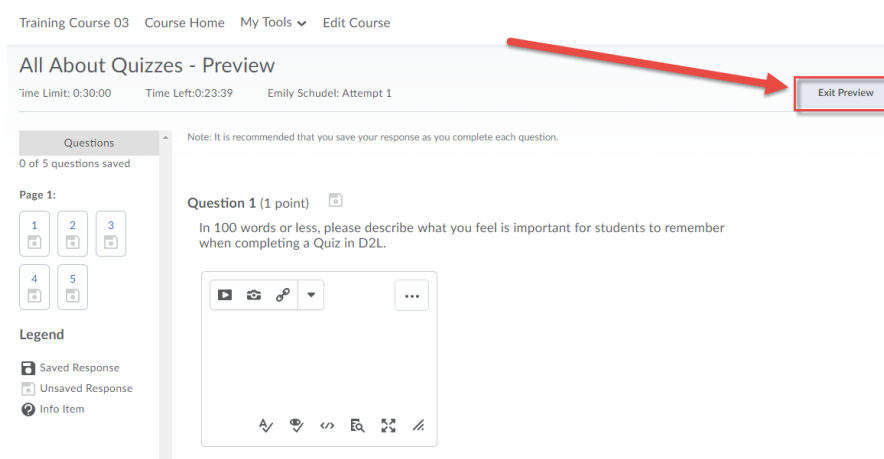 Training Course 03 Course Home My Tools Edit Course
All About Quizzes - Preview
Time Limit: 0:30:00 Time Left:0:23:39 Emily Schudel: Attempt 1
Exit Preview
Questions
0 of 5 questions saved
Page 1:
1 2 3
4 5
Legend
Saved Response
Unsaved Response
Info Item
Note: It is recommended that you save your response as you complete each question.
Question 1 (1 point)
In 100 words or less, please describe what you feel is important for students to remember
when completing a Quiz in D2L.